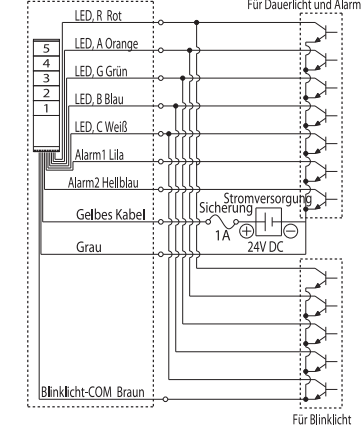 Für Dauerlicht und Alarm
LED, R Rot
LED, A Orange
LED, G Grün
LED, B Blau
LED, C Weiß
Alarm1 Lila
Alarm2 Hellblau
5
4
3
2
1
Gelbes Kabel
Sicherung
1A
Stromversorgung
24V DC
Grau
Blinklicht-COM Braun
Für Blinklicht